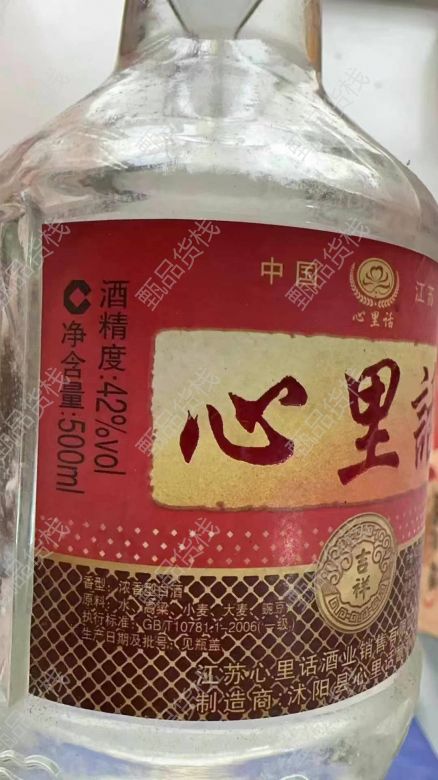 中国
江苏
心里话
心里
酒精度:42%vol
净含量:500ml
吉祥
香型：浓香型白酒
原料：水、高粱、小麦、大麦、豌豆
执行标准：GB/T10781·1-2006(一级)
生产日期及批号：见瓶盖
江苏心里话酒业销售有
制造商:沭阳县心里话
甄品货栈